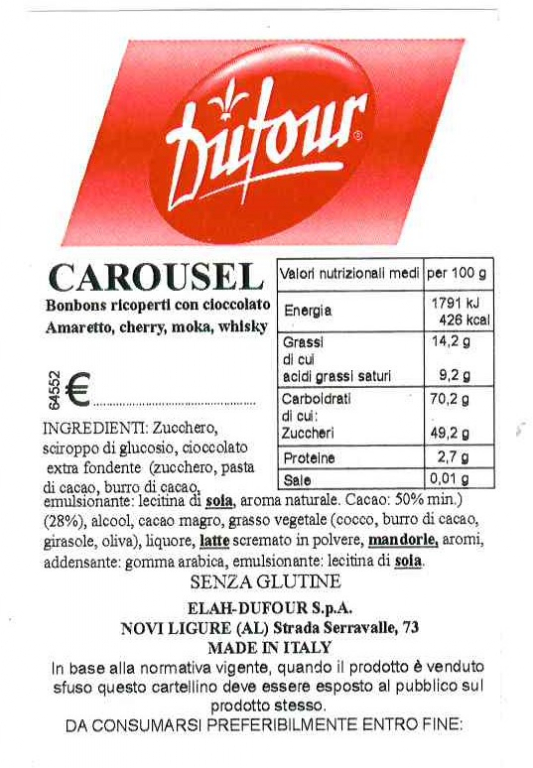 Dufour®
CAROUSEL
Bonbons ricoperti con cioccolato
Amaretto, cherry, moka, whisky
Valori nutrizionali medi per 100 g
Energia 1791 kJ
426 kcal
Grassi 14,2 g
di cui
acidi grassi saturi 9,2 g
Carboidrati 70,2 g
di cui:
Zuccheri 49,2 g
Proteine 2,7 g
Sale 0,01 g
64552
€
INGREDIENTI: Zucchero,
sciroppo di glucosio, cioccolato
extra fondente (zucchero, pasta
di cacao, burro di cacao,
emulsionante: lecitina di soia, aroma naturale. Cacao: 50% min.)
(28%), alcool, cacao magro, grasso vegetale (cocco, burro di cacao,
girasole, oliva), liquore, latte scremato in polvere, mandorle, aromi,
addensante: gomma arabica, emulsionante: lecitina di soia.
SENZA GLUTINE
ELAH-DUFOUR S.p.A.
NOVI LIGURE (AL) Strada Serravalle, 73
MADE IN ITALY
In base alla normativa vigente, quando il prodotto è venduto
sfuso questo cartellino deve essere esposto al pubblico sul
prodotto stesso.
DA CONSUMARSI PREFERIBILMENTE ENTRO FINE: